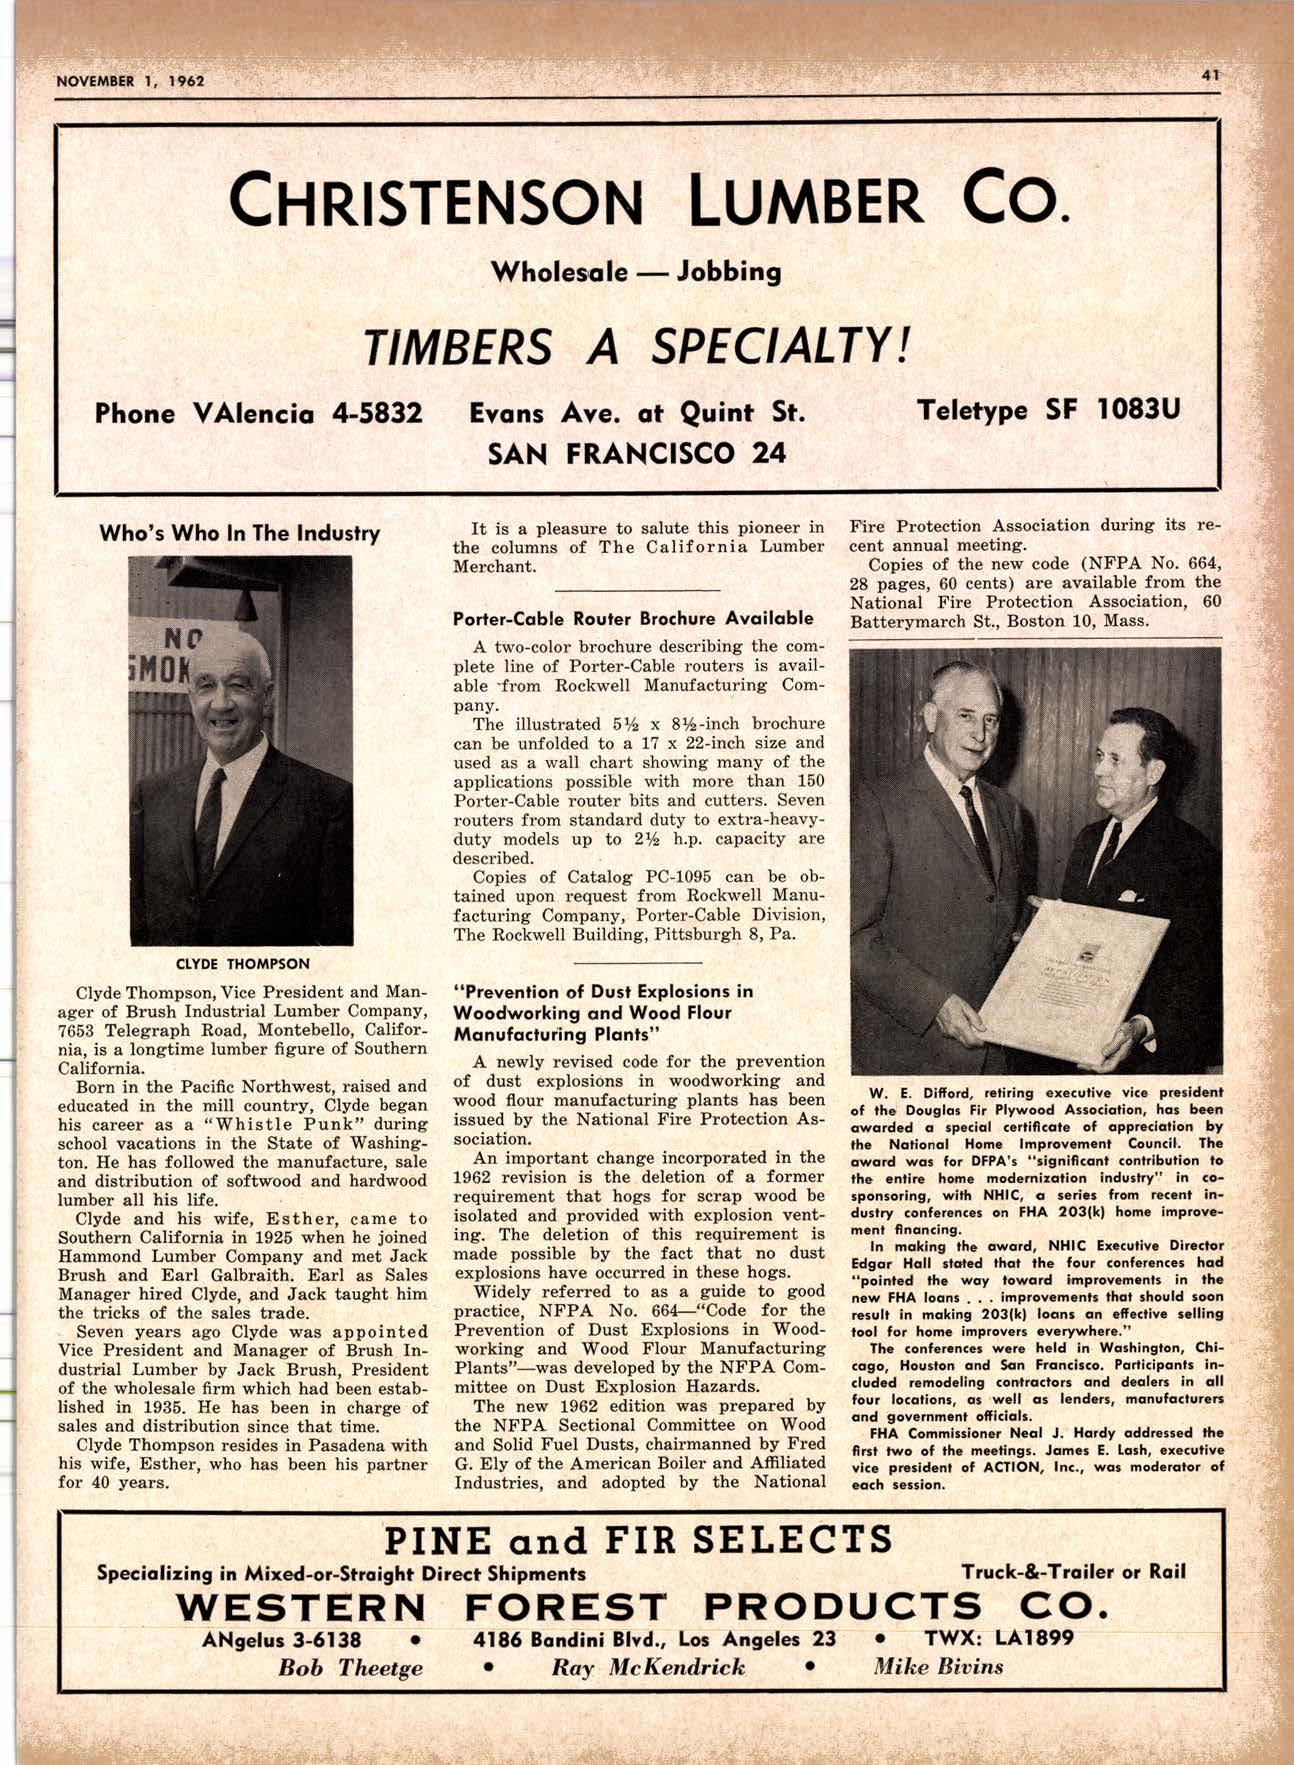 NOVEMBER 1, 1962
41
CHRISTENSON LUMBER CO.
Wholesale — Jobbing
TIMBERS A SPECIALTY!
Phone VAlencia 4-5832 Evans Ave. at Quint St. Teletype SF 1083U
SAN FRANCISCO 24
Who's Who In The Industry
NO
SMOK
CLYDE THOMPSON
Clyde Thompson, Vice President and Man-
ager of Brush Industrial Lumber Company,
7653 Telegraph Road, Montebello, Califor-
nia, is a longtime lumber figure of Southern
California.
Born in the Pacific Northwest, raised and
educated in the mill country, Clyde began
his career as a "Whistle Punk" during
school vacations in the State of Washing-
ton. He has followed the manufacture, sale
and distribution of softwood and hardwood
lumber all his life.
Clyde and his wife, Esther, came to
Southern California in 1925 when he joined
Hammond Lumber Company and met Jack
Brush and Earl Galbraith. Earl as Sales
Manager hired Clyde, and Jack taught him
the tricks of the sales trade.
Seven years ago Clyde was appointed
Vice President and Manager of Brush In-
dustrial Lumber by Jack Brush, President
of the wholesale firm which had been estab-
lished in 1935. He has been in charge of
sales and distribution since that time.
Clyde Thompson resides in Pasadena with
his wife, Esther, who has been his partner
for 40 years.
It is a pleasure to salute this pioneer in
the columns of The California Lumber
Merchant.
Porter-Cable Router Brochure Available
A two-color brochure describing the com-
plete line of Porter-Cable routers is avail-
able from Rockwell Manufacturing Com-
pany.
The illustrated 5½ x 8½-inch brochure
can be unfolded to a 17 x 22-inch size and
used as a wall chart showing many of the
applications possible with more than 150
Porter-Cable router bits and cutters. Seven
routers from standard duty to extra-heavy-
duty models up to 2½ h.p. capacity are
described.
Copies of Catalog PC-1095 can be ob-
tained upon request from Rockwell Manu-
facturing Company, Porter-Cable Division,
The Rockwell Building, Pittsburgh 8, Pa.
"Prevention of Dust Explosions in
Woodworking and Wood Flour
Manufacturing Plants"
A newly revised code for the prevention
of dust explosions in woodworking and
wood flour manufacturing plants has been
issued by the National Fire Protection As-
sociation.
An important change incorporated in the
1962 revision is the deletion of a former
requirement that hogs for scrap wood be
isolated and provided with explosion vent-
ing. The deletion of this requirement is
made possible by the fact that no dust
explosions have occurred in these hogs.
Widely referred to as a guide to good
practice, NFPA No. 664—"Code for the
Prevention of Dust Explosions in Wood-
working and Wood Flour Manufacturing
Plants"—was developed by the NFPA Com-
mittee on Dust Explosion Hazards.
The new 1962 edition was prepared by
the NFPA Sectional Committee on Wood
and Solid Fuel Dusts, chairmanned by Fred
G. Ely of the American Boiler and Affiliated
Industries, and adopted by the National
Fire Protection Association during its re-
cent annual meeting.
Copies of the new code (NFPA No. 664,
28 pages, 60 cents) are available from the
National Fire Protection Association, 60
Batterymarch St., Boston 10, Mass.
W. E. Difford, retiring executive vice president
of the Douglas Fir Plywood Association, has been
awarded a special certificate of appreciation by
the National Home Improvement Council. The
award was for DFPA's "significant contribution to
the entire home modernization industry" in co-
sponsoring, with NHIC, a series from recent in-
dustry conferences on FHA 203(k) home improve-
ment financing.
In making the award, NHIC Executive Director
Edgar Hall stated that the four conferences had
"pointed the way toward improvements in the
new FHA loans . . . improvements that should soon
result in making 203(k) loans an effective selling
tool for home improvers everywhere."
The conferences were held in Washington, Chi-
cago, Houston and San Francisco. Participants in-
cluded remodeling contractors and dealers in all
four locations, as well as lenders, manufacturers
and government officials.
FHA Commissioner Neal J. Hardy addressed the
first two of the meetings. James E. Lash, executive
vice president of ACTION, Inc., was moderator of
each session.
PINE and FIR SELECTS
Specializing in Mixed-or-Straight Direct Shipments Truck-&-Trailer or Rail
WESTERN FOREST PRODUCTS CO.
ANgelus 3-6138 • 4186 Bandini Blvd., Los Angeles 23 • TWX: LA1899
Bob Theetge • Ray McKendrick • Mike Bivins